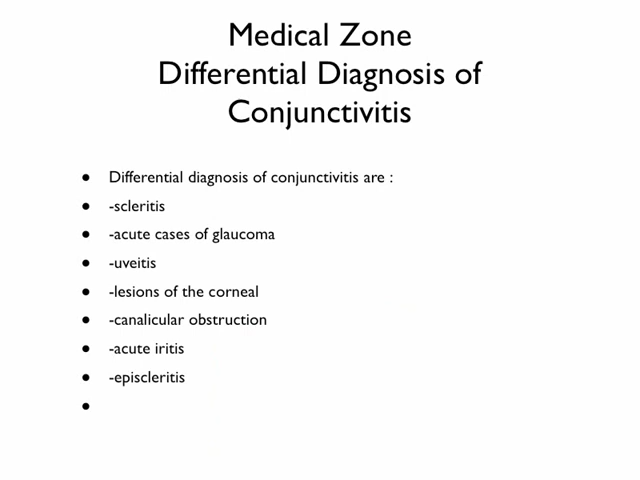 Medical Zone
Differential Diagnosis of
Conjunctivitis
• Differential diagnosis of conjunctivitis are :
• -scleritis
• -acute cases of glaucoma
• -uveitis
• -lesions of the corneal
• -canalicular obstruction
• -acute iritis
• -episcleritis
•